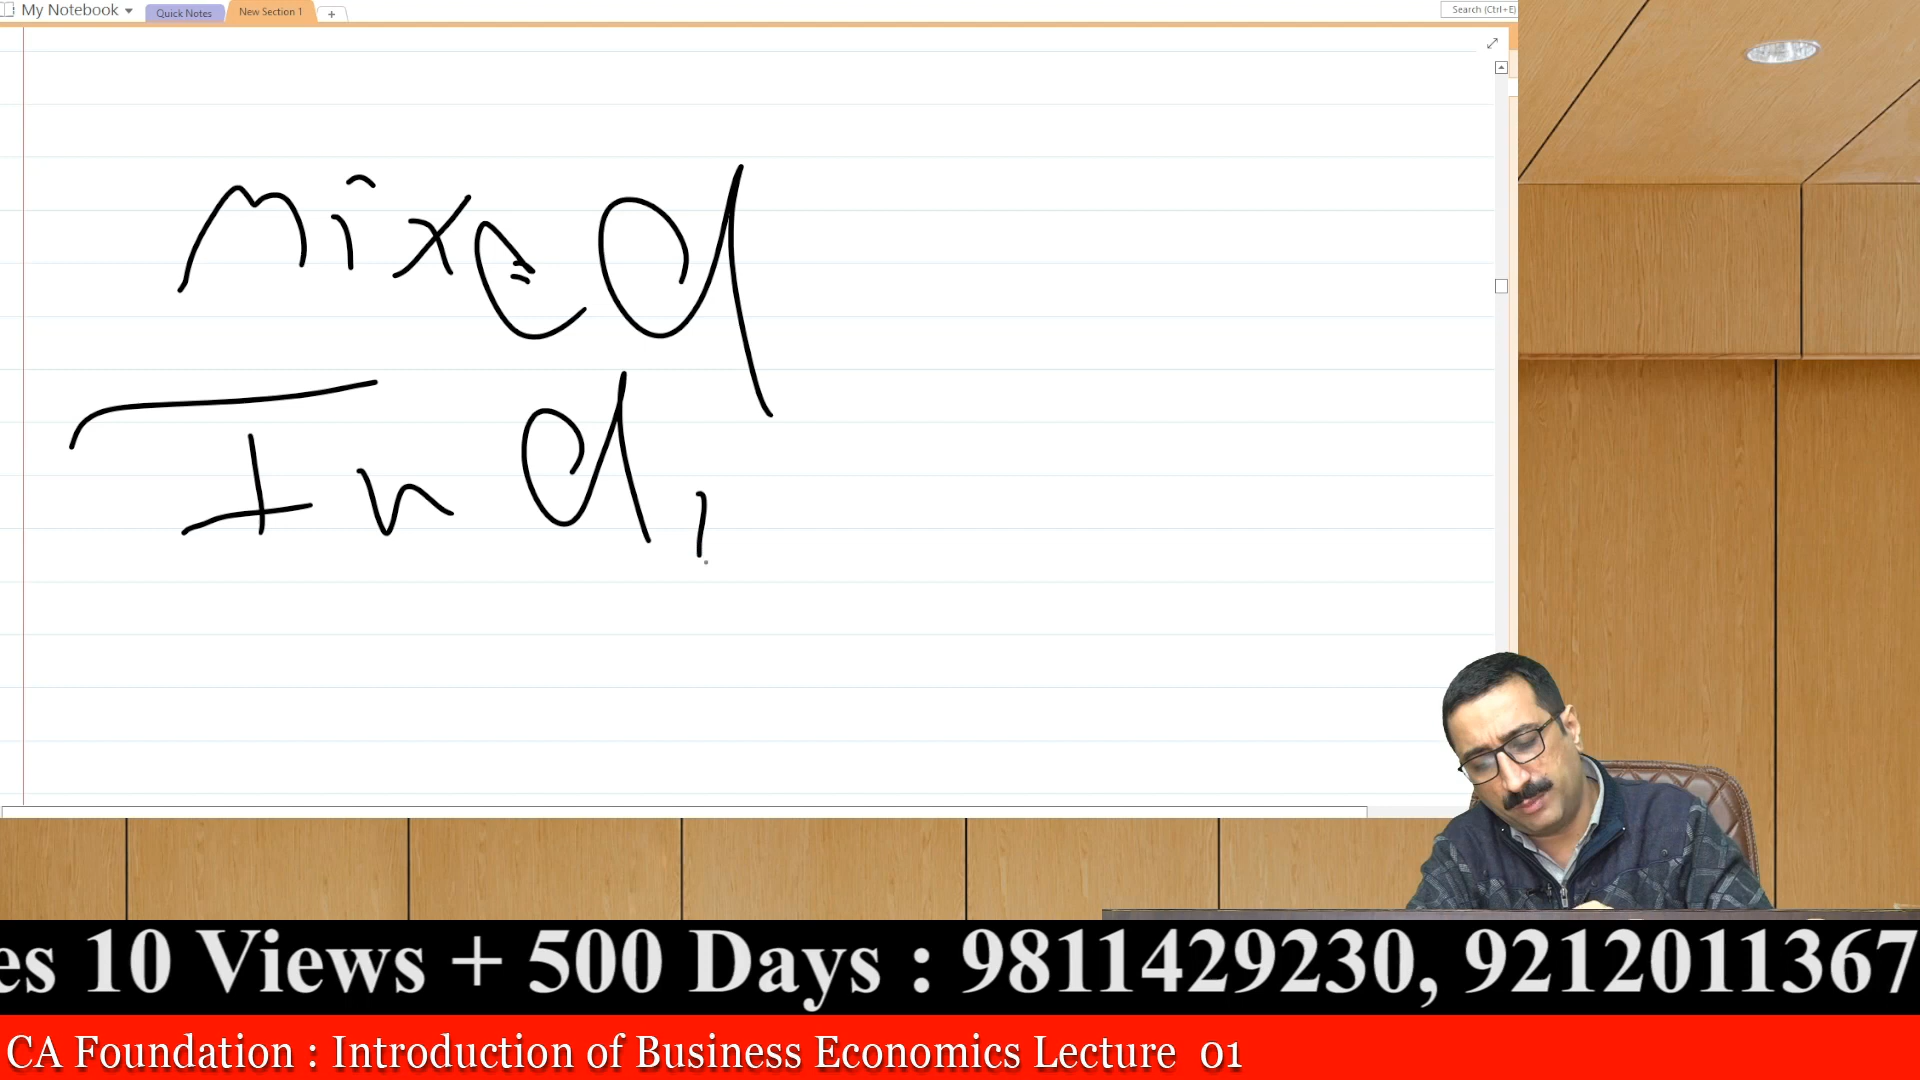 My Notebook Quick Notes New Section 1 + Search (Ctrl+E)
Mixed
Indi
es 10 Views + 500 Days : 9811429230, 9212011367
CA Foundation : Introduction of Business Economics Lecture 01